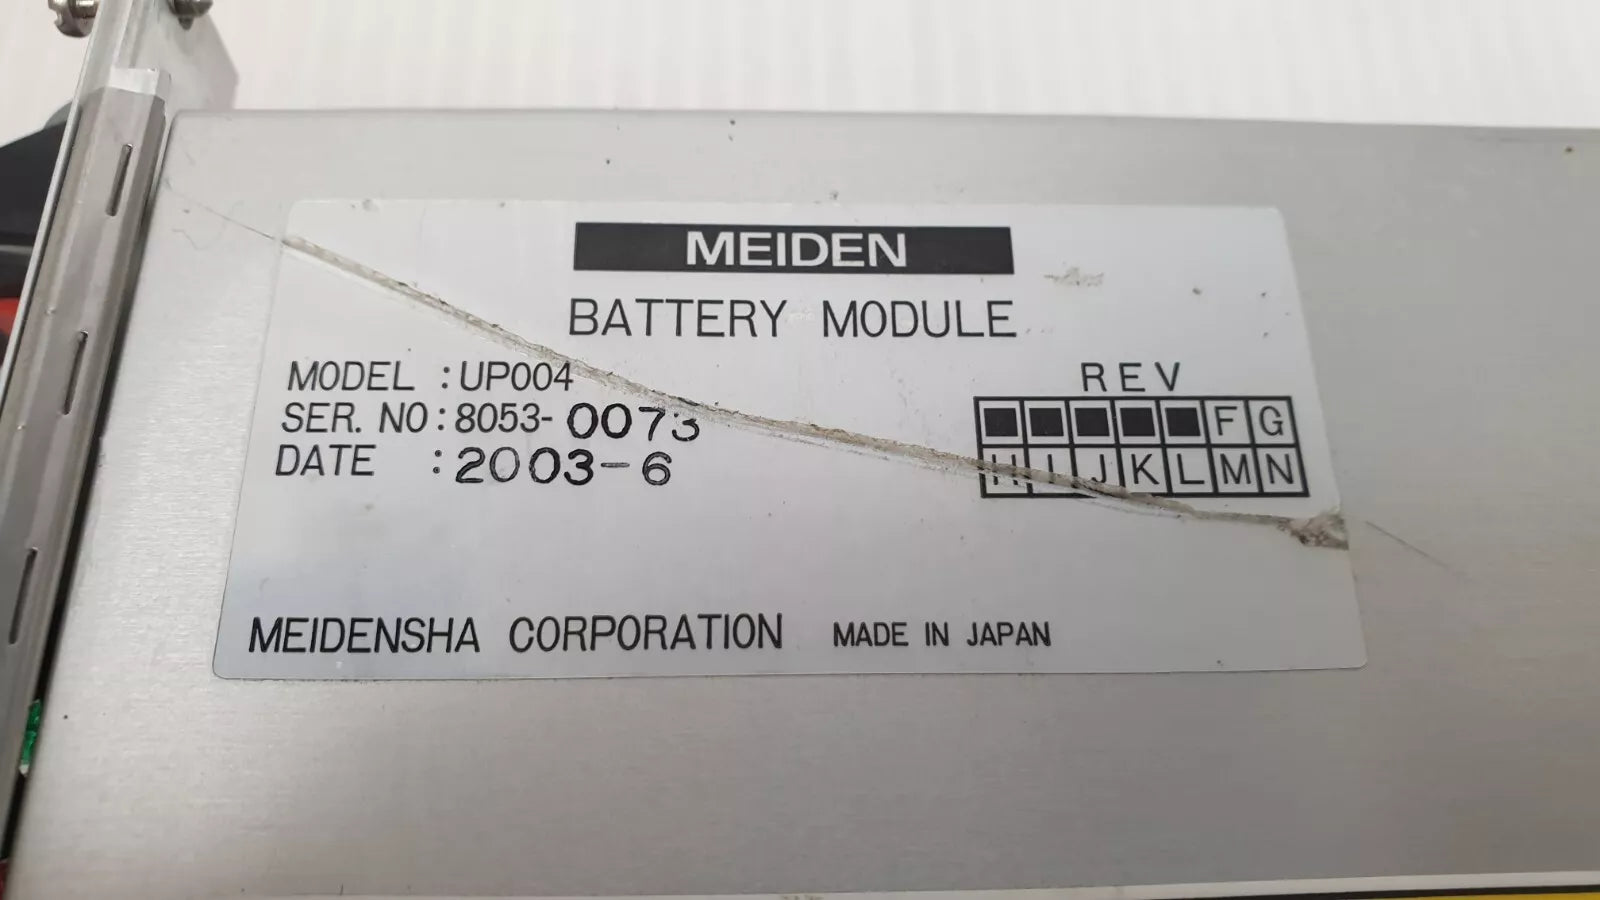 MEIDEN
BATTERY MODULE
MODEL : UP004
SER. NO : 8053-0073
DATE : 2003-6
REV
■ ■ ■ ■ ■ F G
H I J K L M N
MEIDENSHA CORPORATION MADE IN JAPAN